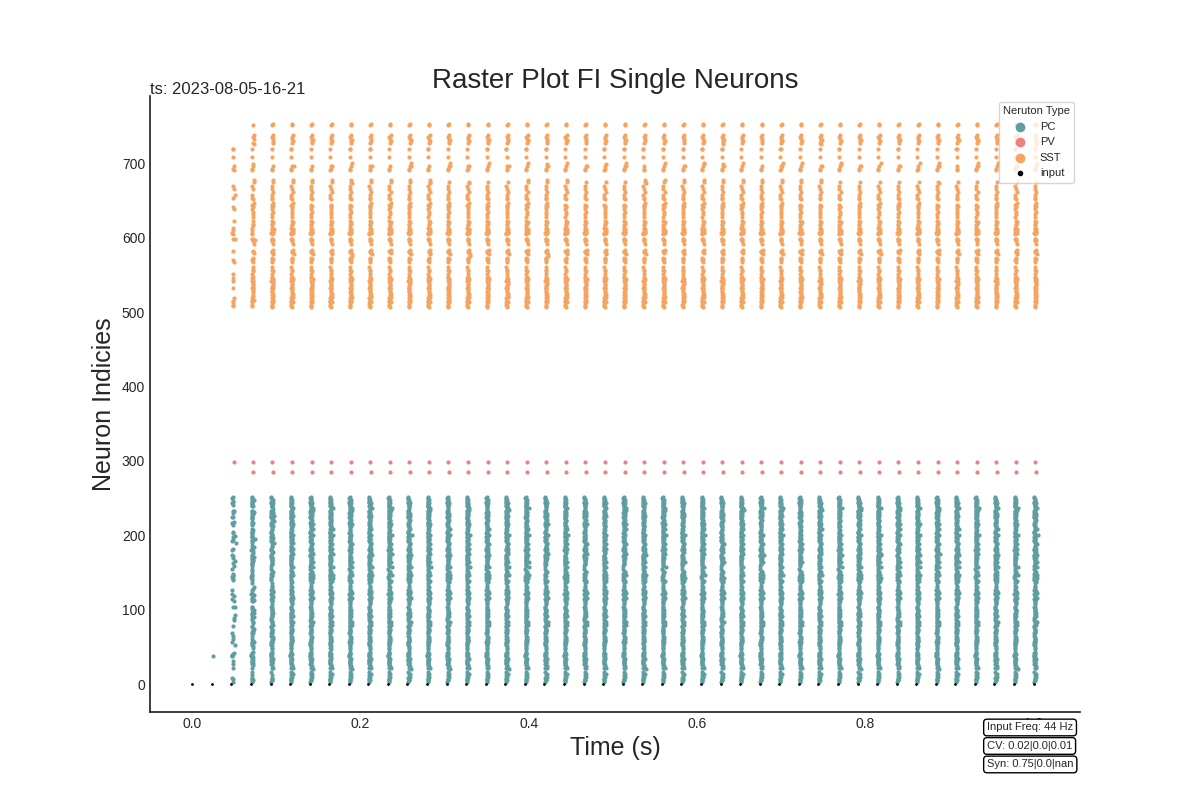 Raster Plot FI Single Neurons
ts: 2023-08-05-16-21
Neruton Type
PC
PV
SST
input
700
600
500
400
300
200
100
0
Neuron Indicies
0.0 0.2 0.4 0.6 0.8
Time (s)
Input Freq: 44 Hz
CV: 0.02|0.0|0.01
Syn: 0.75|0.0|nan